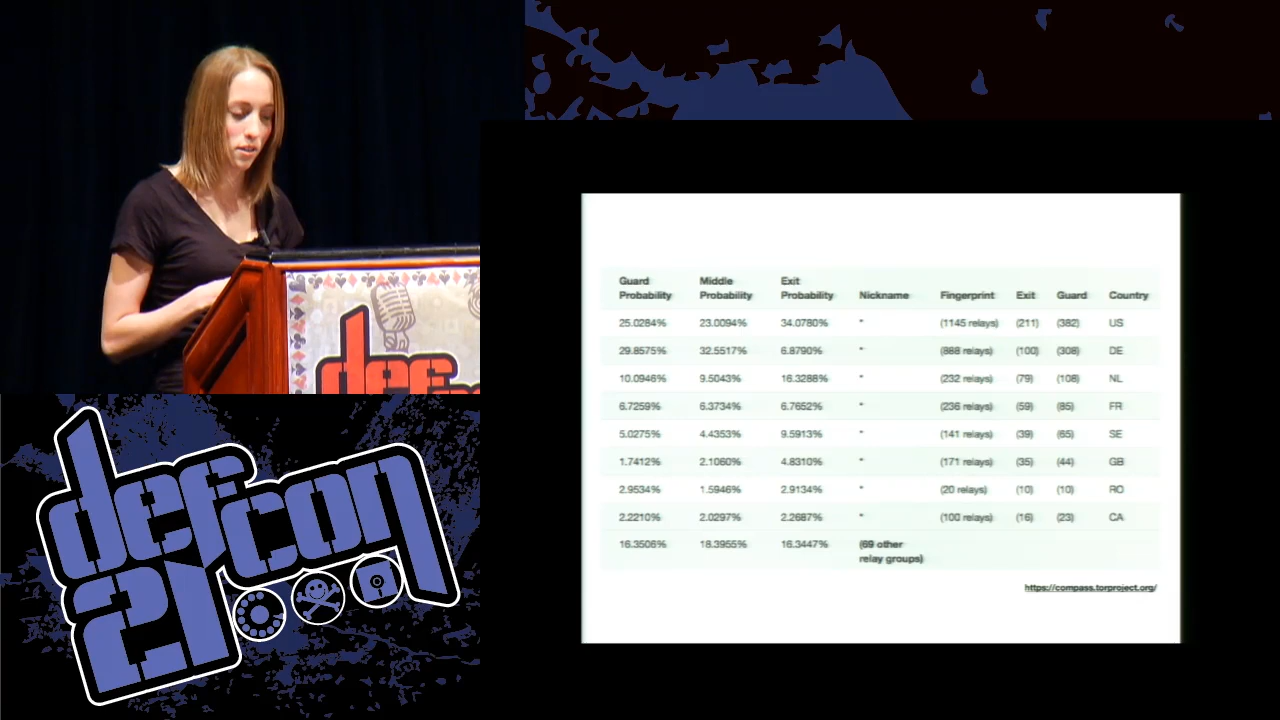 def
defcon
21
Guard Probability Middle Probability Exit Probability Nickname Fingerprint Exit Guard Country
25.0284% 23.0094% 34.0780% * (1145 relays) (211) (382) US
29.8575% 32.5517% 6.8790% * (888 relays) (100) (308) DE
10.0946% 9.5043% 16.3288% * (232 relays) (79) (108) NL
6.7259% 6.3734% 6.7652% * (236 relays) (59) (85) FR
5.0275% 4.4353% 9.5913% * (141 relays) (39) (65) SE
1.7412% 2.1060% 4.8310% * (171 relays) (35) (44) GB
2.9534% 1.5946% 2.9134% * (20 relays) (10) (10) RO
2.2210% 2.0297% 2.2687% * (100 relays) (16) (23) CA
16.3506% 18.3955% 16.3447% (69 other
relay groups)
https://compass.torproject.org/